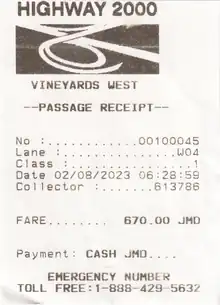 HIGHWAY 2000
VINEYARDS WEST
--PASSAGE RECEIPT--
No :............00100045
Lane :...............W04
Class :................1
Date 02/08/2023 06:28:59
Collector :.......613786
FARE........ 670.00 JMD
Payment: CASH JMD....
EMERGENCY NUMBER
TOLL FREE:1-888-429-5632